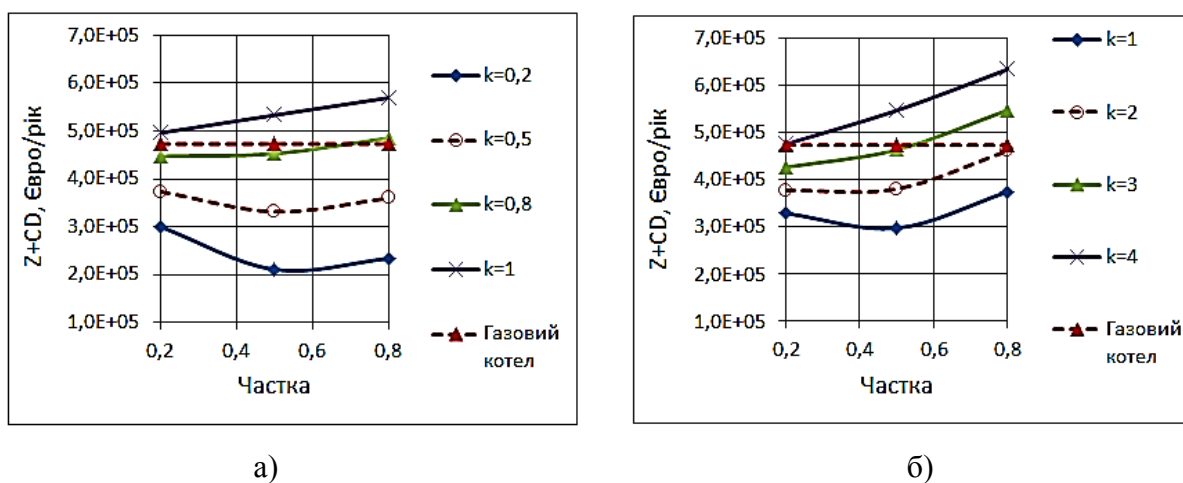 7,0E+05
6,0E+05
5,0E+05
4,0E+05
3,0E+05
2,0E+05
1,0E+05
Z+CD, Євро/рік
0,2 0,4 0,6 0,8
Частка
k=0,2
k=0,5
k=0,8
k=1
Газовий
котел
а)
7,0E+05
6,0E+05
5,0E+05
4,0E+05
3,0E+05
2,0E+05
1,0E+05
Z+CD, Євро/рік
0,2 0,4 0,6 0,8
Частка
k=1
k=2
k=3
k=4
Газовий
котел
б)